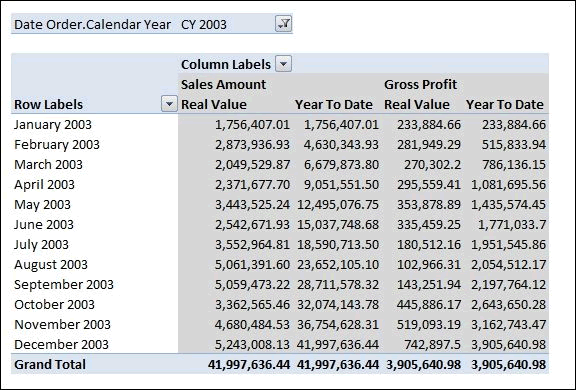 Date Order.Calendar Year CY 2003
Column Labels
Sales Amount Gross Profit
Row Labels Real Value Year To Date Real Value Year To Date
January 2003 1,756,407.01 1,756,407.01 233,884.66 233,884.66
February 2003 2,873,936.93 4,630,343.93 281,949.29 515,833.94
March 2003 2,049,529.87 6,679,873.80 270,302.2 786,136.15
April 2003 2,371,677.70 9,051,551.50 295,559.41 1,081,695.56
May 2003 3,443,525.24 12,495,076.75 353,878.89 1,435,574.45
June 2003 2,542,671.93 15,037,748.68 335,459.25 1,771,033.7
July 2003 3,552,964.81 18,590,713.50 180,512.16 1,951,545.86
August 2003 5,061,391.60 23,652,105.10 102,966.31 2,054,512.17
September 2003 5,059,473.22 28,711,578.32 143,251.94 2,197,764.12
October 2003 3,362,565.46 32,074,143.78 445,886.17 2,643,650.28
November 2003 4,680,484.53 36,754,628.31 519,093.19 3,162,743.47
December 2003 5,243,008.13 41,997,636.44 742,897.5 3,905,640.98
Grand Total 41,997,636.44 41,997,636.44 3,905,640.98 3,905,640.98